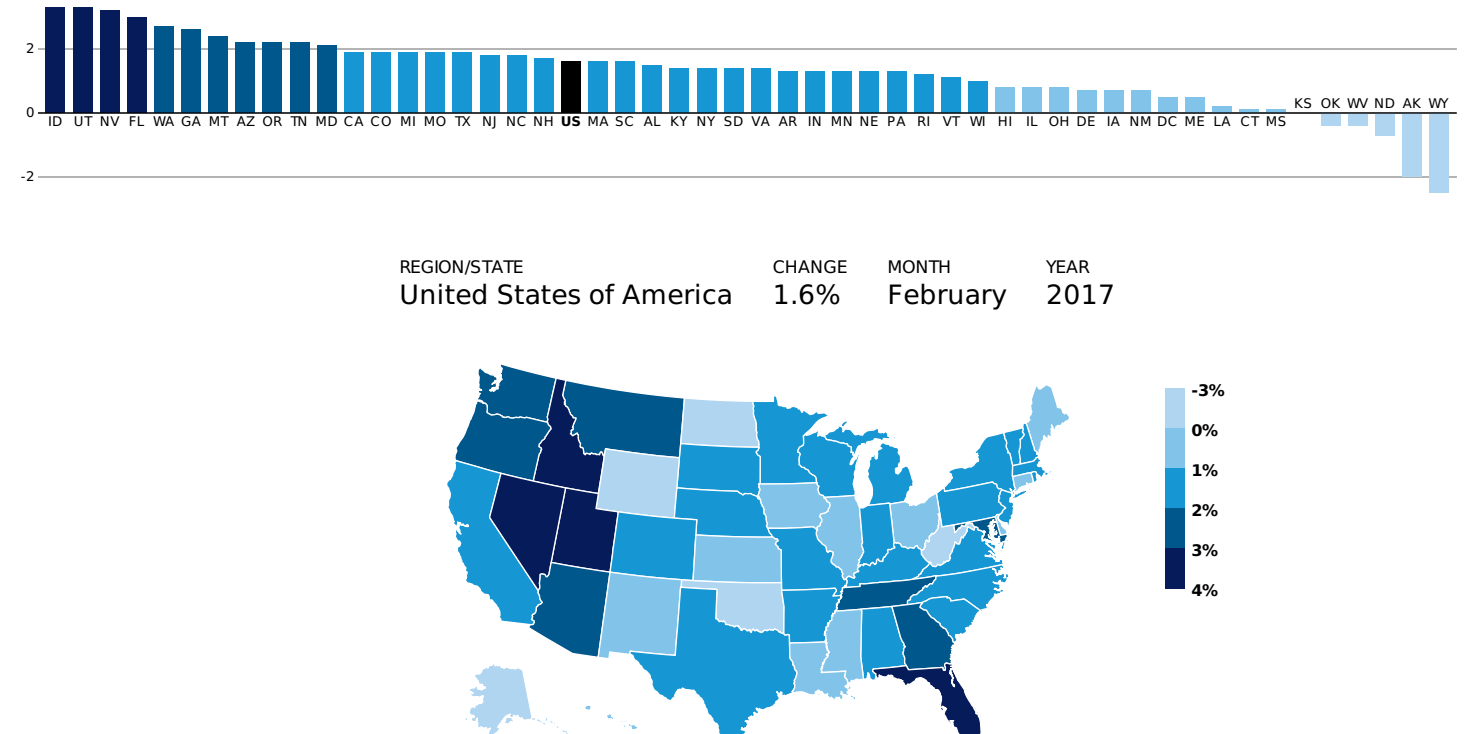 2
KS OK WV ND AK WY
0
ID UT NV FL WA GA MT AZ OR TN MD CA CO MI MO TX NJ NC NH US MA SC AL KY NY SD VA AR IN MN NE PA RI VT WI HI IL OH DE IA NM DC ME LA CT MS
-2
REGION/STATE CHANGE MONTH YEAR
United States of America 1.6% February 2017
-3%
0%
1%
2%
3%
4%